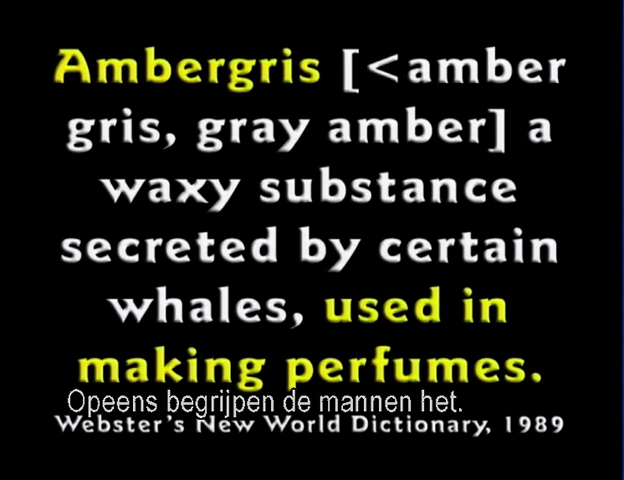 Ambergris [<amber
gris, gray amber] a
waxy substance
secreted by certain
whales, used in
making perfumes.
Opeens begrijpen de mannen het.
Webster's New World Dictionary, 1989